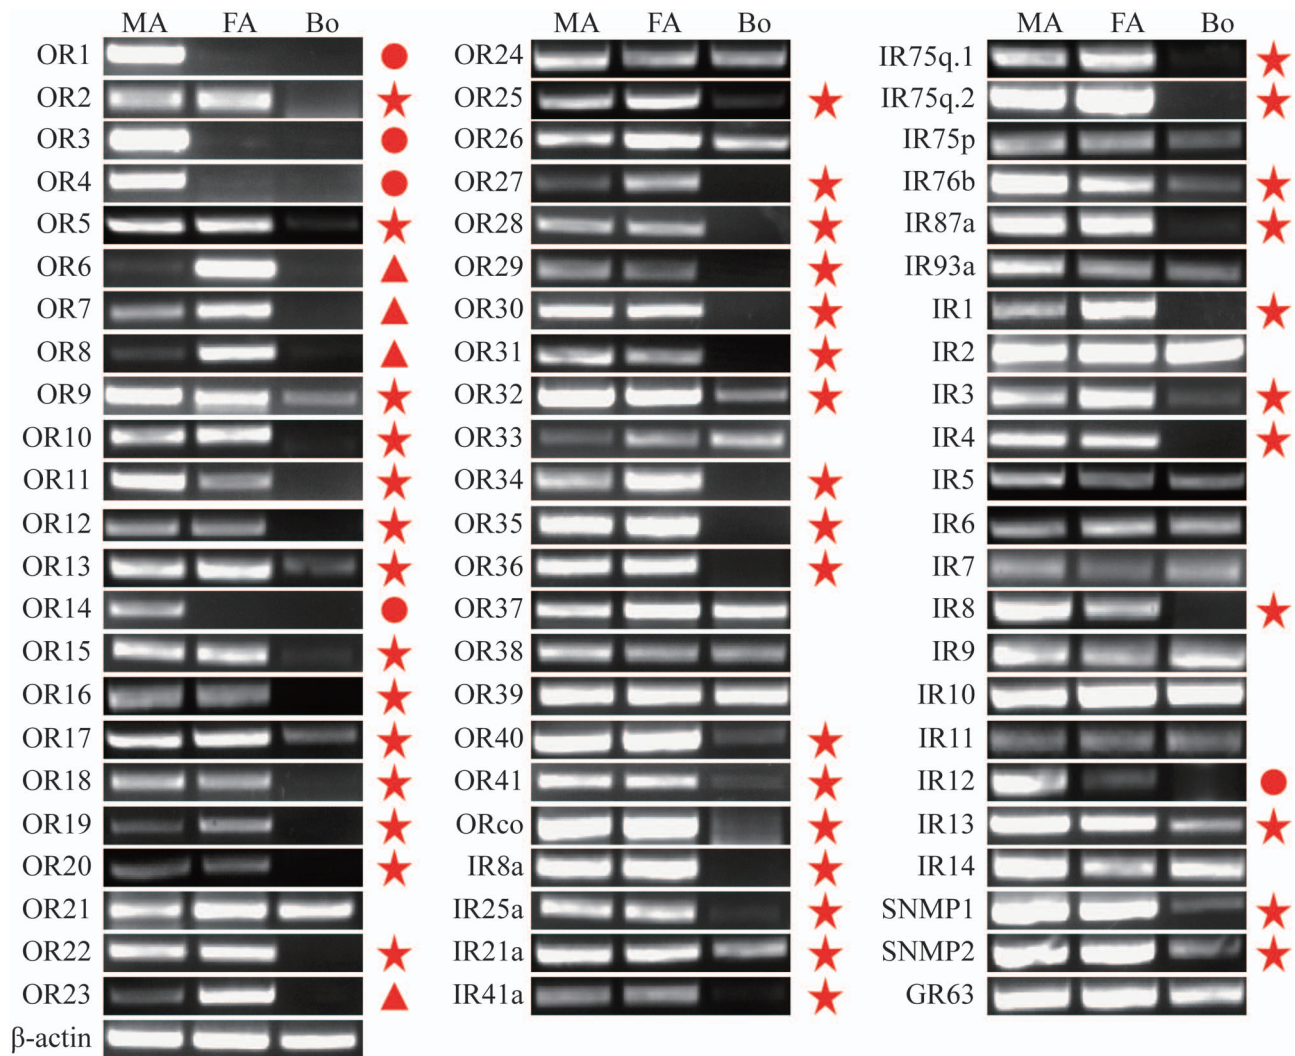 MA FA Bo
OR1
OR2
OR3
OR4
OR5
OR6
OR7
OR8
OR9
OR10
OR11
OR12
OR13
OR14
OR15
OR16
OR17
OR18
OR19
OR20
OR21
OR22
OR23
β-actin
MA FA Bo
OR24
OR25
OR26
OR27
OR28
OR29
OR30
OR31
OR32
OR33
OR34
OR35
OR36
OR37
OR38
OR39
OR40
OR41
ORco
IR8a
IR25a
IR21a
IR41a
MA FA Bo
IR75q.1
IR75q.2
IR75p
IR76b
IR87a
IR93a
IR1
IR2
IR3
IR4
IR5
IR6
IR7
IR8
IR9
IR10
IR11
IR12
IR13
IR14
SNMP1
SNMP2
GR63